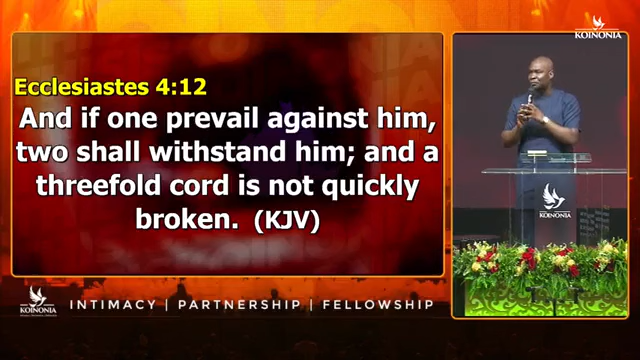 Ecclesiastes 4:12
And if one prevail against him,
two shall withstand him; and a
threefold cord is not quickly
broken. (KJV)
KOINONIA
KOINONIA
KOINONIA
INTIMACY | PARTNERSHIP | FELLOWSHIP